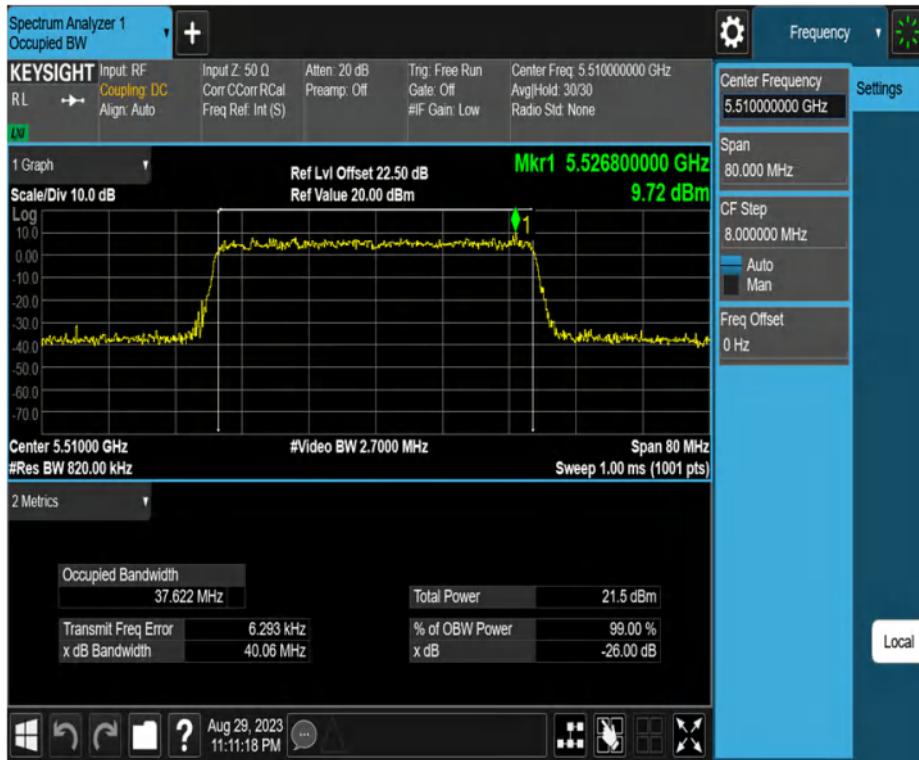 Spectrum Analyzer 1
Occupied BW
+
Frequency
KEYSIGHT
RL
LXI
Input: RF
Coupling: DC
Align: Auto
Input Z: 50 Ω
Corr CCorr RCal
Freq Ref: Int (S)
Atten: 20 dB
Preamp: Off
Trig: Free Run
Gate: Off
#IF Gain: Low
Center Freq: 5.510000000 GHz
Avg|Hold: 30/30
Radio Std: None
Center Frequency
5.510000000 GHz
Settings
Span
80.000 MHz
CF Step
8.000000 MHz
Auto
Man
Freq Offset
0 Hz
1 Graph
Scale/Div 10.0 dB
Ref Lvl Offset 22.50 dB
Ref Value 20.00 dBm
Mkr1 5.526800000 GHz
9.72 dBm
Log
10.0
0.00
-10.0
-20.0
-30.0
-40.0
-50.0
-60.0
-70.0
1
Center 5.51000 GHz
#Video BW 2.7000 MHz
Span 80 MHz
#Res BW 820.00 kHz
Sweep 1.00 ms (1001 pts)
2 Metrics
Occupied Bandwidth
37.622 MHz
Total Power 21.5 dBm
Transmit Freq Error 6.293 kHz
% of OBW Power 99.00 %
x dB Bandwidth 40.06 MHz
x dB -26.00 dB
Local
?
Aug 29, 2023
11:11:18 PM